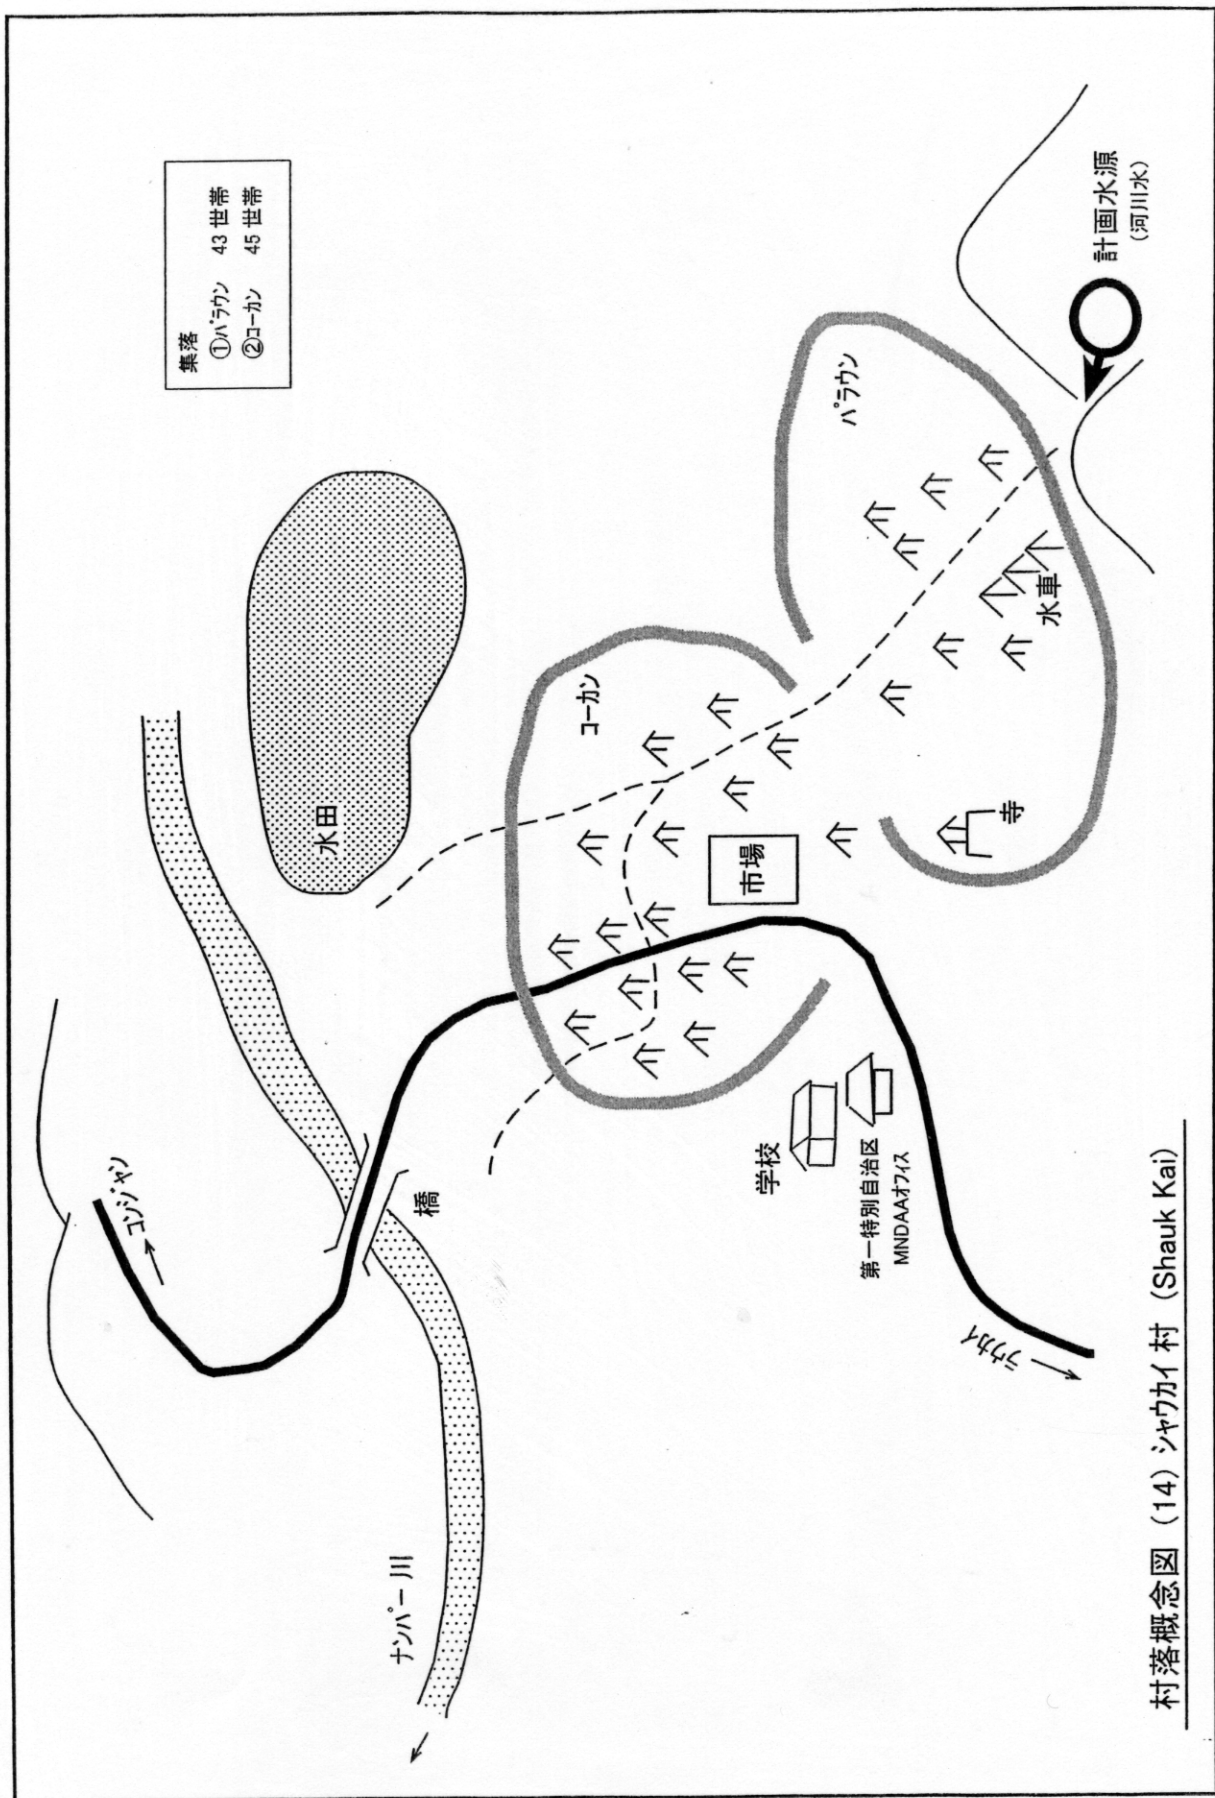 集落
①パラウン 43 世帯
②コーカン 45 世帯
コンジャン
水田
橋
ナンパー川
コーカン
パラウン
市場
学校
第一特別自治区
MNDAAオフィス
寺
水車
計画水源
(河川水)
ラウカイ
村落概念図 (14) シャウカイ村 (Shauk Kai)